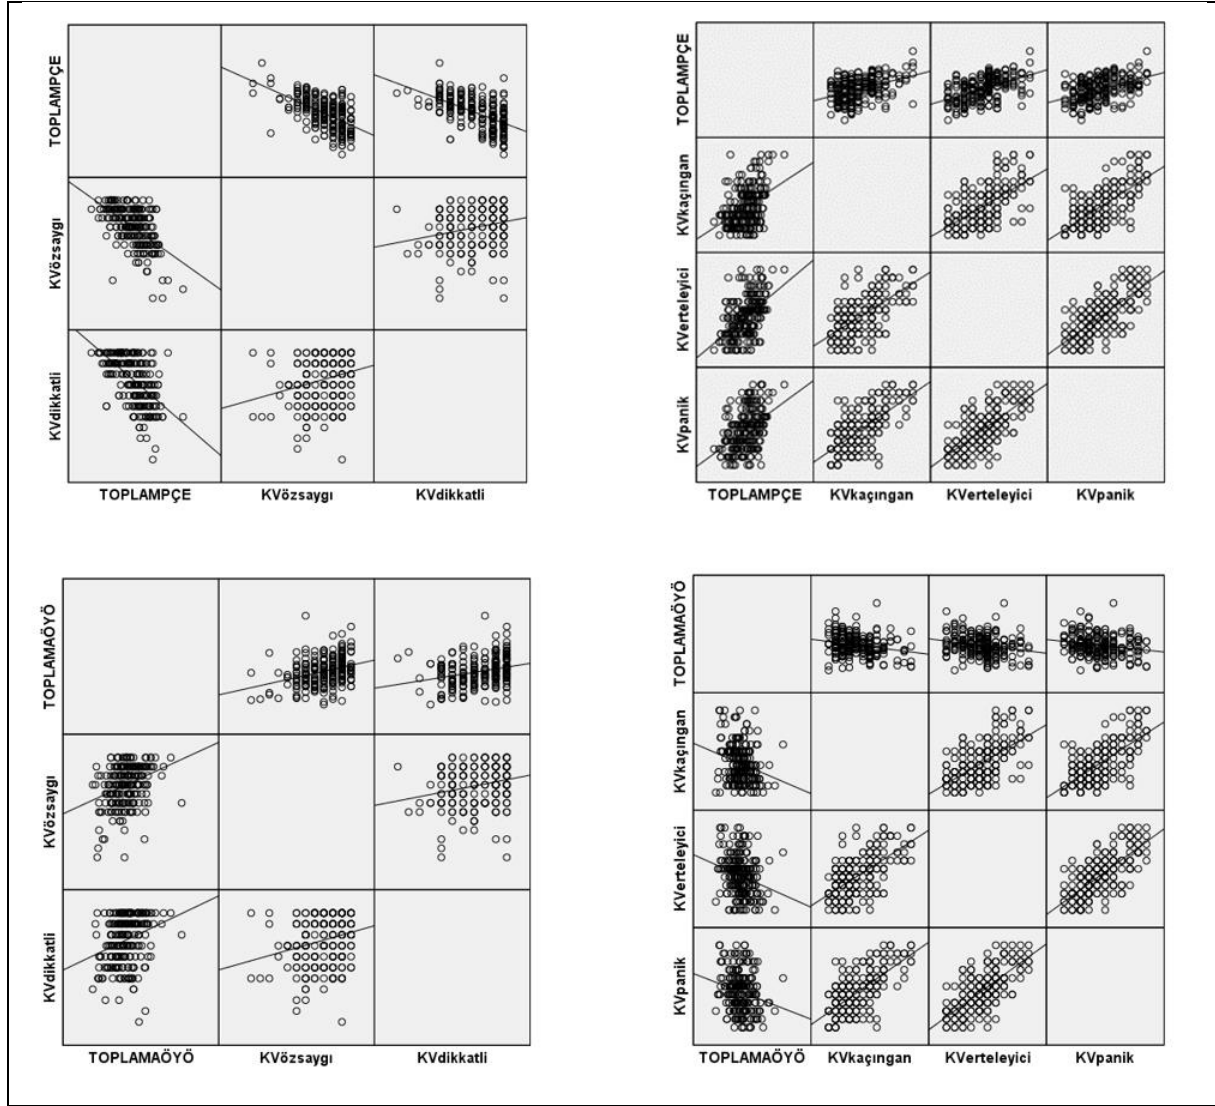 TOPLAMPÇE
KVözsaygı
KVdikkatli
TOPLAMPÇE KVözsaygı KVdikkatli
TOPLAMPÇE
KVkaçıngan
KVerteleyici
KVpanik
TOPLAMPÇE KVkaçıngan KVerteleyici KVpanik
TOPLAMAÖYÖ
KVözsaygı
KVdikkatli
TOPLAMAÖYÖ KVözsaygı KVdikkatli
TOPLAMAÖYÖ
KVkaçıngan
KVerteleyici
KVpanik
TOPLAMAÖYÖ KVkaçıngan KVerteleyici KVpanik